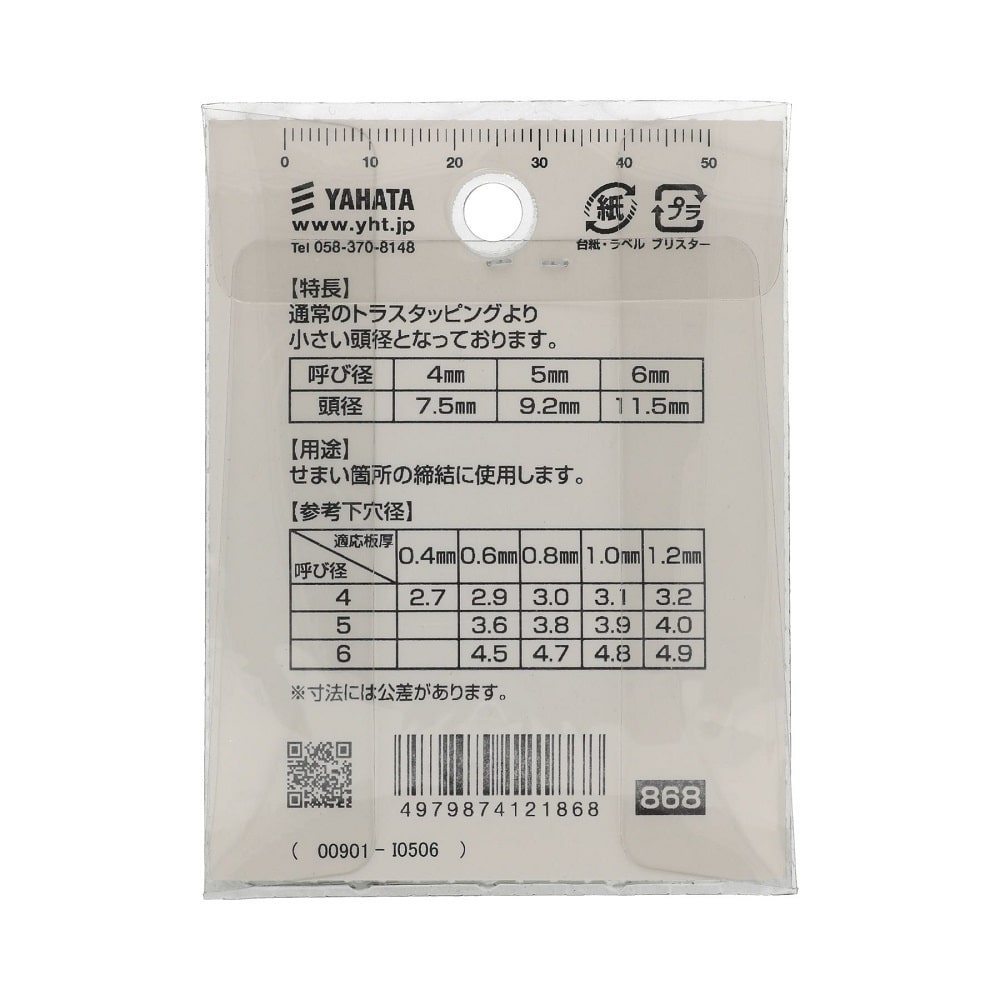 0 10 20 30 40 50
YAHATA
www.yht.jp
Tel 058-370-8148
紙 プラ
台紙・ラベル ブリスター
【特長】
通常のトラスタッピングより
小さい頭径となっております。
呼び径 4㎜ 5㎜ 6㎜
頭径 7.5㎜ 9.2㎜ 11.5㎜
【用途】
せまい箇所の締結に使用します。
【参考下穴径】
適応板厚 0.4㎜ 0.6㎜ 0.8㎜ 1.0㎜ 1.2㎜
呼び径
4 2.7 2.9 3.0 3.1 3.2
5 3.6 3.8 3.9 4.0
6 4.5 4.7 4.8 4.9
※寸法には公差があります。
4979874121868
868
( 00901-I0506 )